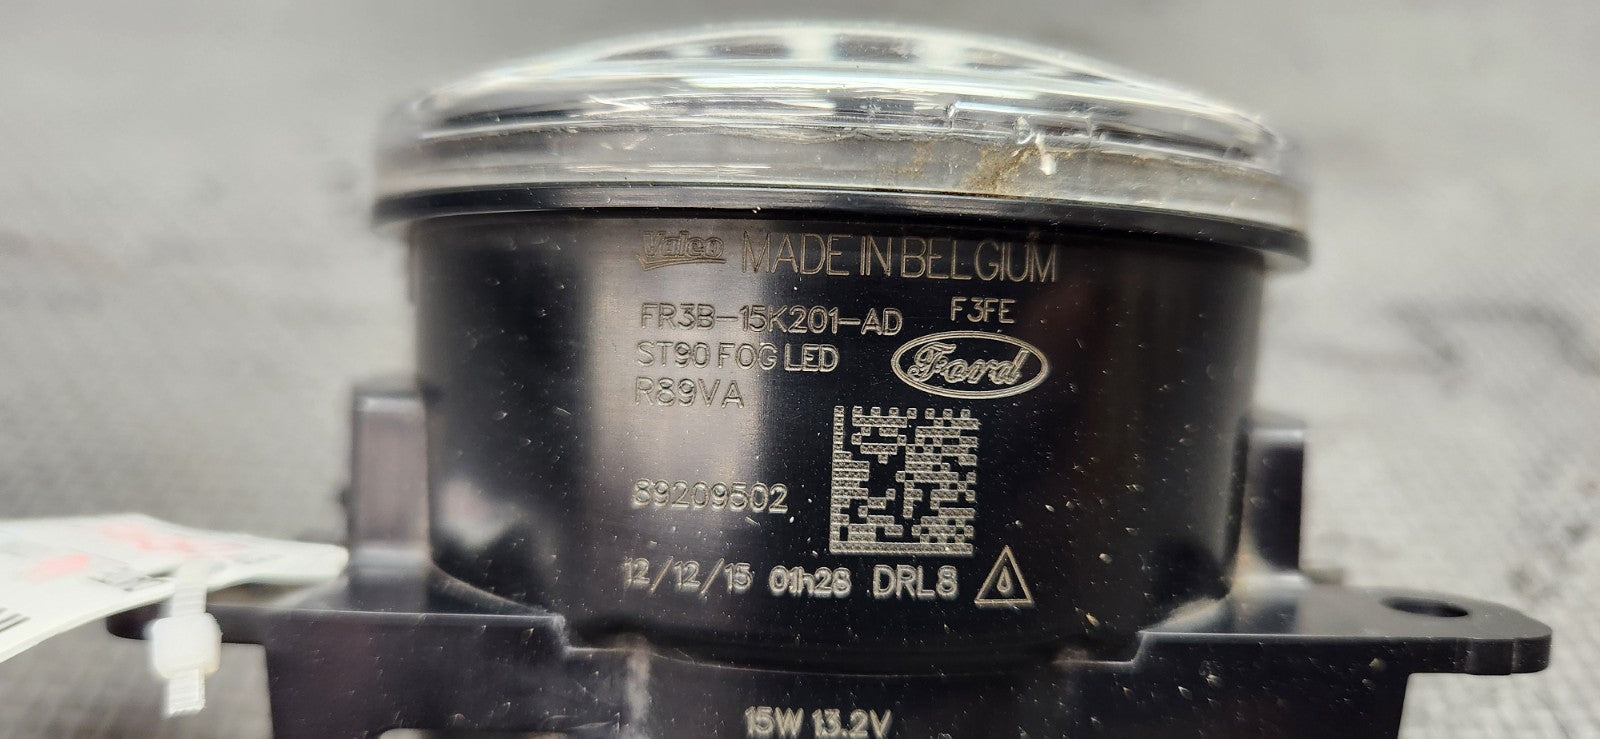 Valeo MADE IN BELGIUM
FR3B-15K201-AD F3FE
ST90 FOG LED Ford
R89VA
89209502
12/12/15 01h28 DRL8
15W 13.2V